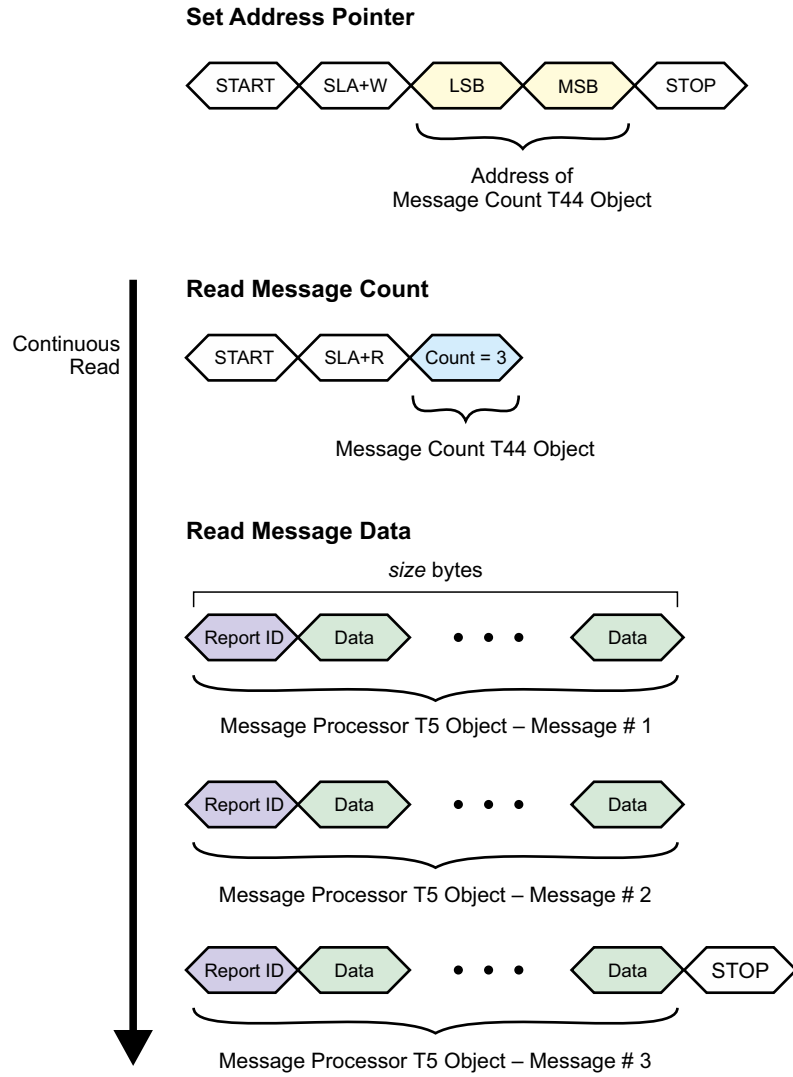 Set Address Pointer
START SLA+W LSB MSB STOP
Address of
Message Count T44 Object
Read Message Count
Continuous
Read
START SLA+R Count = 3
Message Count T44 Object
Read Message Data
size bytes
Report ID Data • • • Data
Message Processor T5 Object – Message # 1
Report ID Data • • • Data
Message Processor T5 Object – Message # 2
Report ID Data • • • Data STOP
Message Processor T5 Object – Message # 3